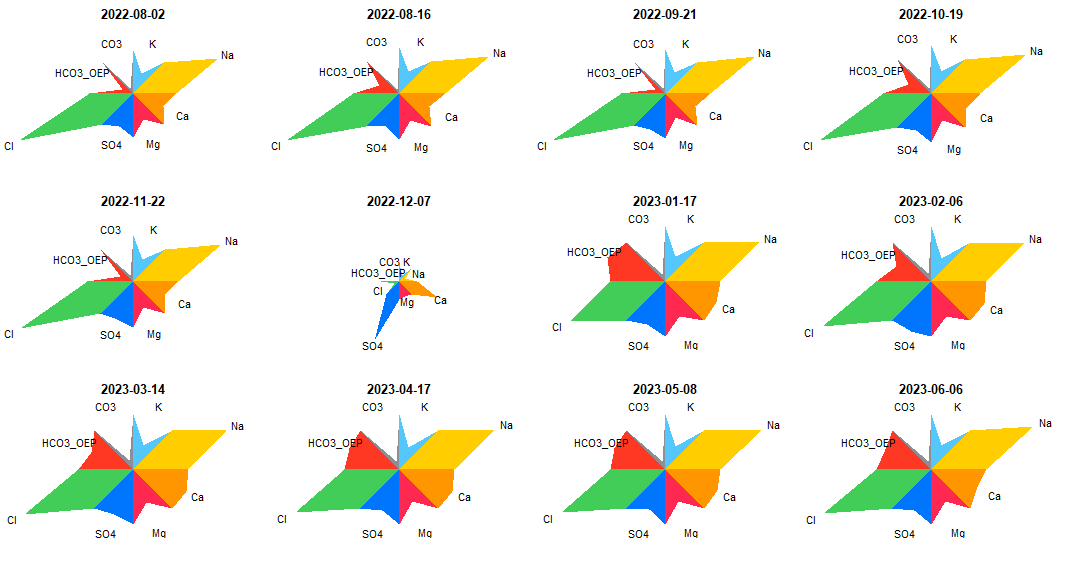 2022-08-02
2022-08-16
2022-09-21
2022-10-19
CO3 K Na HCO3_OEP Ca Cl SO4 Mg
CO3 K Na HCO3_OEP Ca Cl SO4 Mg
CO3 K Na HCO3_OEP Ca Cl SO4 Mg
CO3 K Na HCO3_OEP Ca Cl SO4 Mg
2022-11-22
2022-12-07
2023-01-17
2023-02-06
CO3 K Na HCO3_OEP Ca Cl SO4 Mg
CO3 K HCO3_OEP Na Cl Ca Mg SO4
CO3 K Na HCO3_OEP Ca Cl SO4 Mg
CO3 K Na HCO3_OEP Ca Cl SO4 Mg
2023-03-14
2023-04-17
2023-05-08
2023-06-06
CO3 K Na HCO3_OEP Ca Cl SO4 Mg
CO3 K Na HCO3_OEP Ca Cl SO4 Mg
CO3 K Na HCO3_OEP Ca Cl SO4 Mg
CO3 K Na HCO3_OEP Ca Cl SO4 Mg